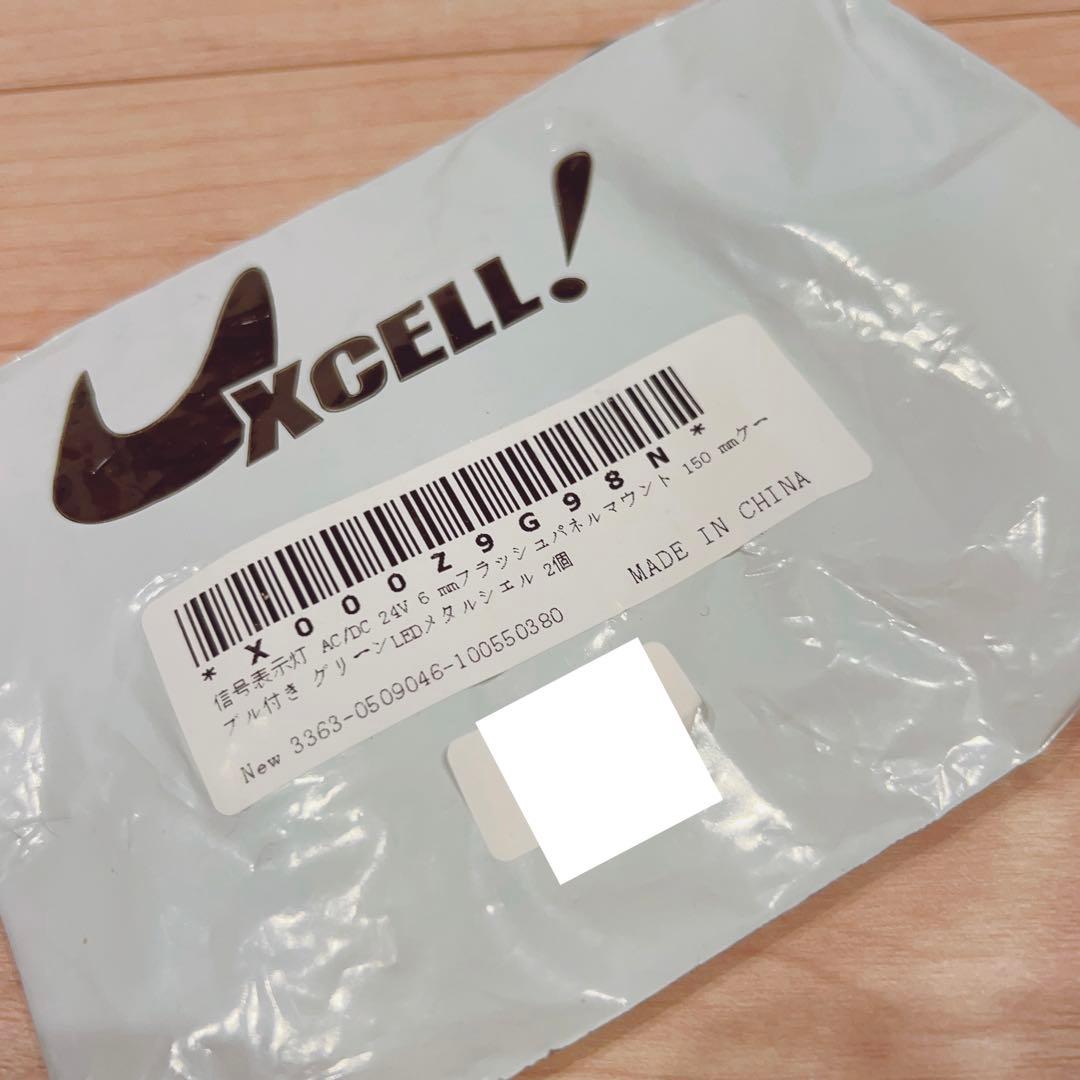 UXCELL!
*X000Z9G98N*
信号表示灯 AC/DC 24V 6 mmフラッシュパネルマウント 150 mmケー
ブル付き グリーンLEDメタルシェル 2個
New 3363-0509046-100550380
MADE IN CHINA